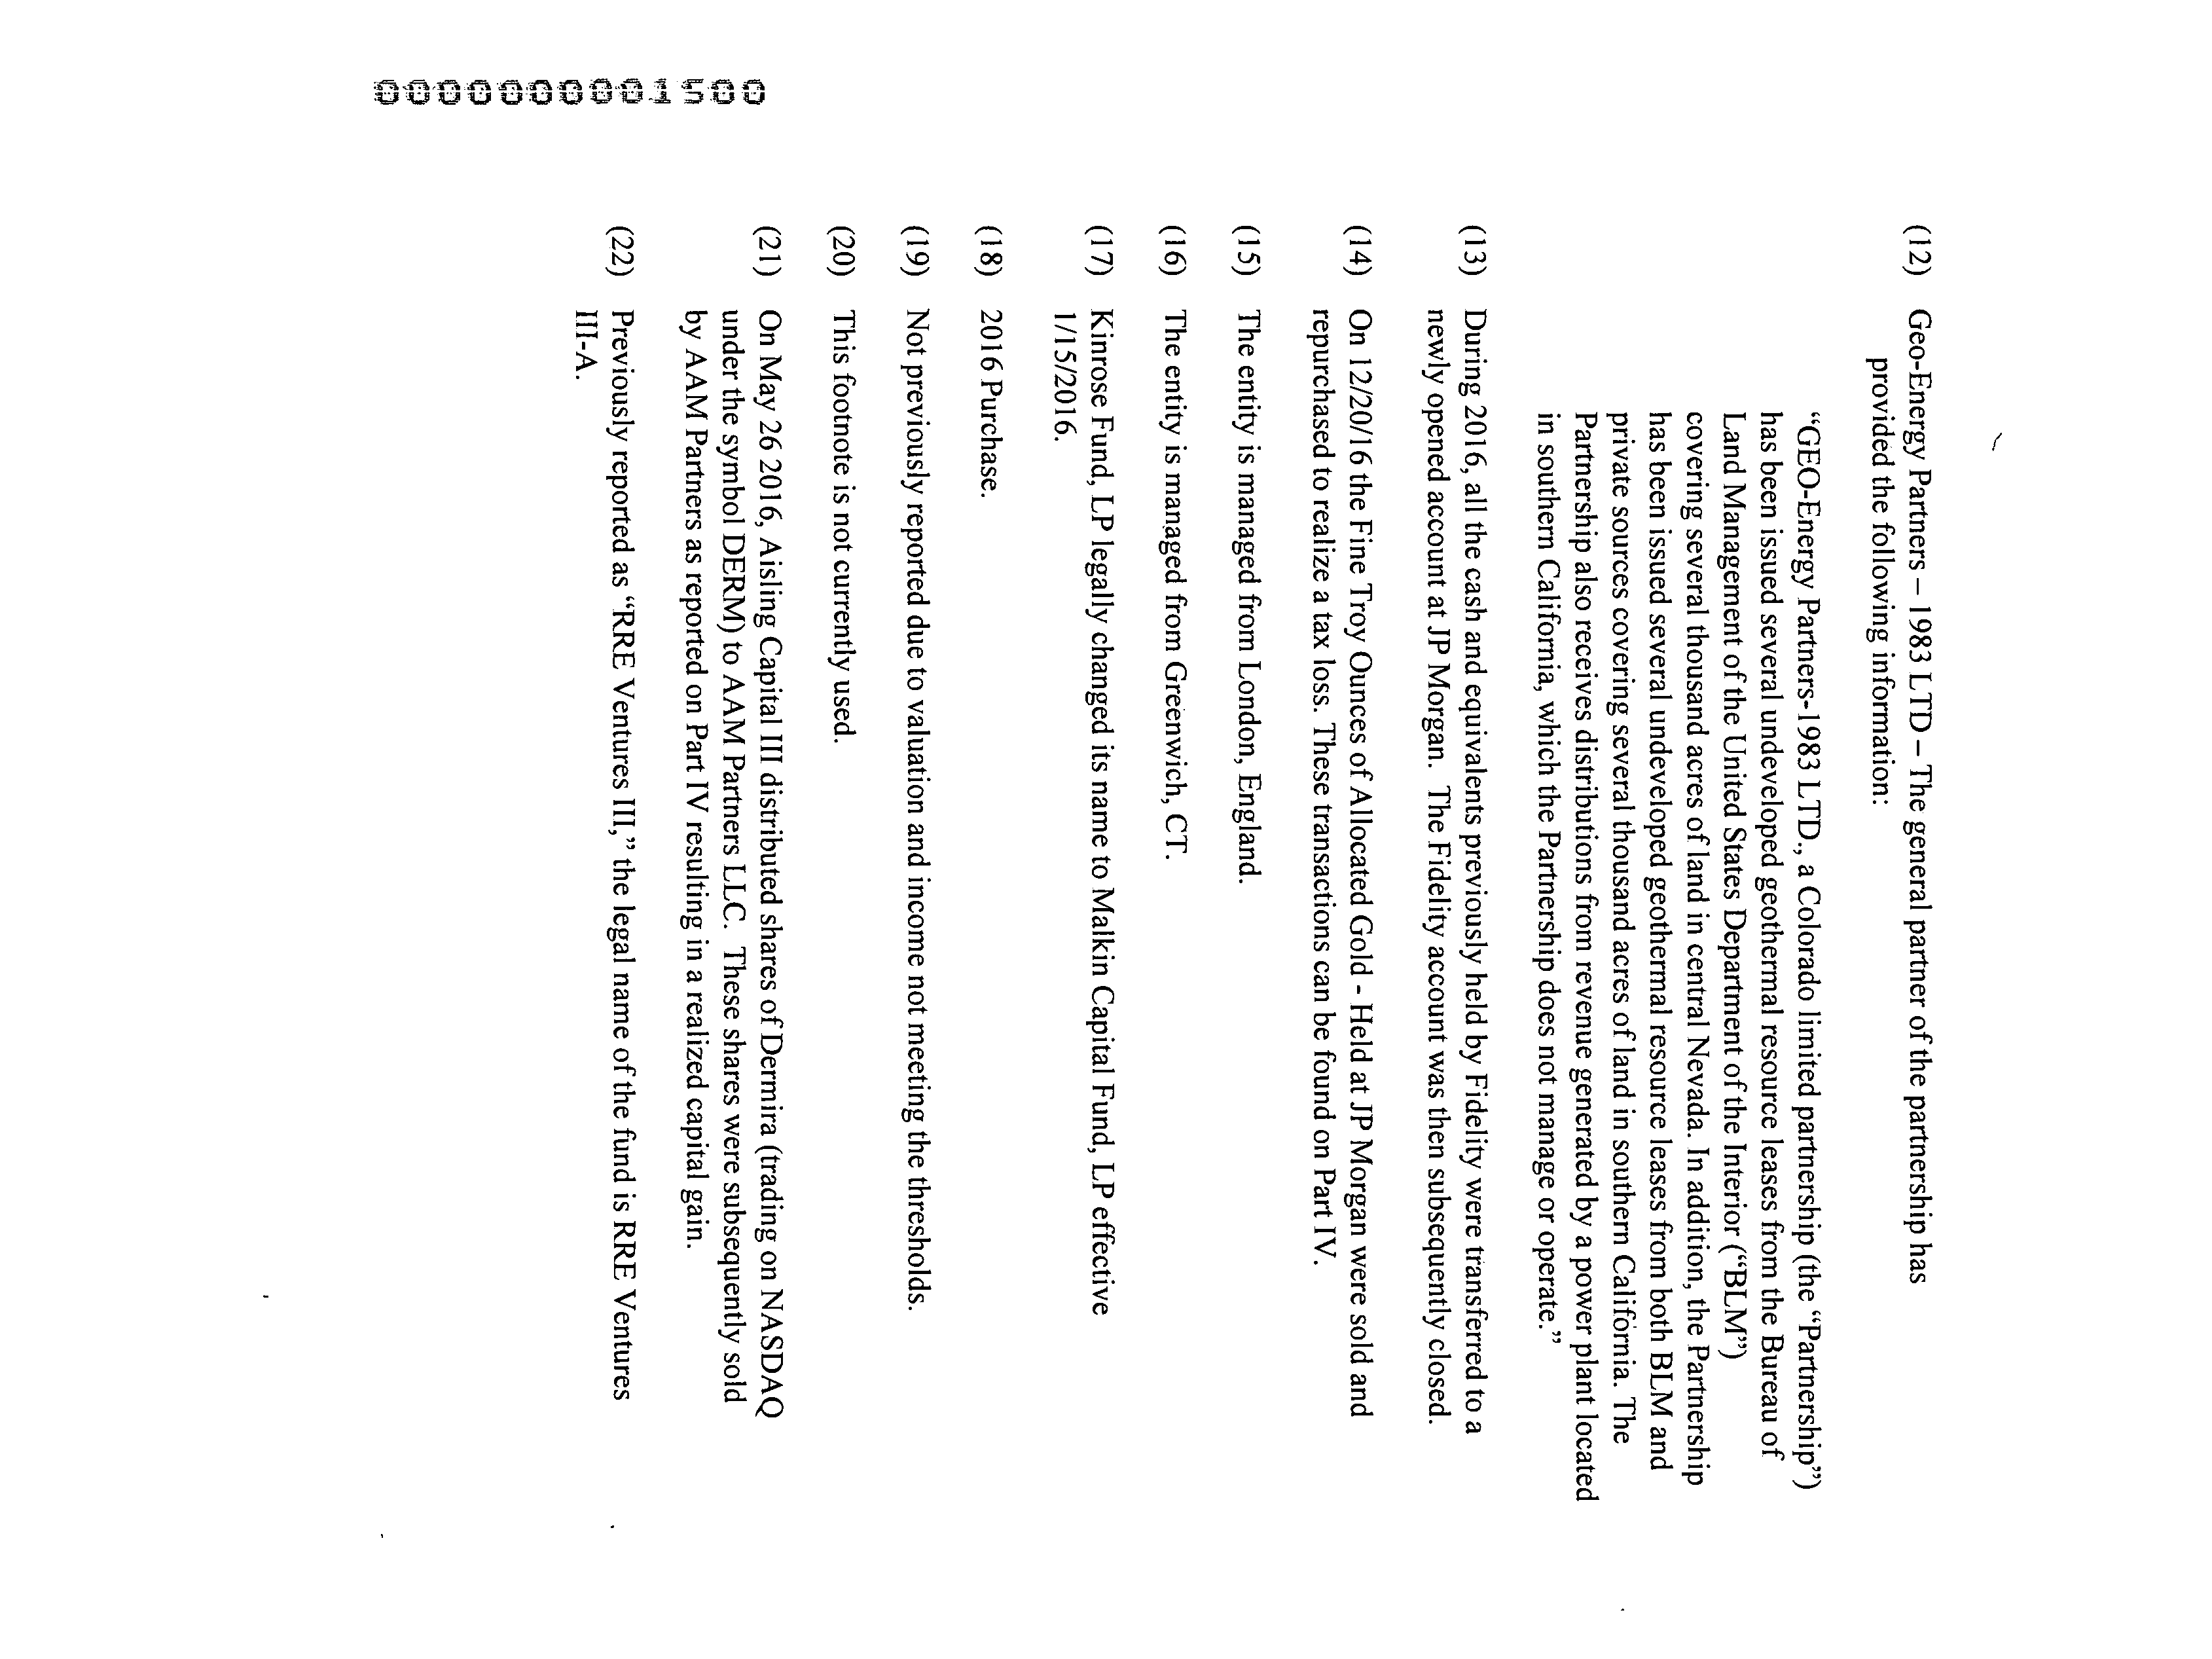 (12) Geo-Energy Partners – 1983 LTD – The general partner of the partnership has
provided the following information:
“GEO-Energy Partners-1983 LTD., a Colorado limited partnership (the “Partnership”)
has been issued several undeveloped geothermal resource leases from the Bureau of
Land Management of the United States Department of the Interior (“BLM”)
covering several thousand acres of land in central Nevada. In addition, the Partnership
has been issued several undeveloped geothermal resource leases from both BLM and
private sources covering several thousand acres of land in southern California. The
Partnership also receives distributions from revenue generated by a power plant located
in southern California, which the Partnership does not manage or operate.”
(13) During 2016, all the cash and equivalents previously held by Fidelity were transferred to a
newly opened account at JP Morgan. The Fidelity account was then subsequently closed.
(14) On 12/20/16 the Fine Troy Ounces of Allocated Gold - Held at JP Morgan were sold and
repurchased to realize a tax loss. These transactions can be found on Part IV.
(15) The entity is managed from London, England.
(16) The entity is managed from Greenwich, CT.
(17) Kinrose Fund, LP legally changed its name to Malkin Capital Fund, LP effective
1/15/2016.
(18) 2016 Purchase.
(19) Not previously reported due to valuation and income not meeting the thresholds.
(20) This footnote is not currently used.
(21) On May 26 2016, Aisling Capital III distributed shares of Dermira (trading on NASDAQ
under the symbol DERM) to AAM Partners LLC. These shares were subsequently sold
by AAM Partners as reported on Part IV resulting in a realized capital gain.
(22) Previously reported as “RRE Ventures III,” the legal name of the fund is RRE Ventures
III-A.
0000000001500